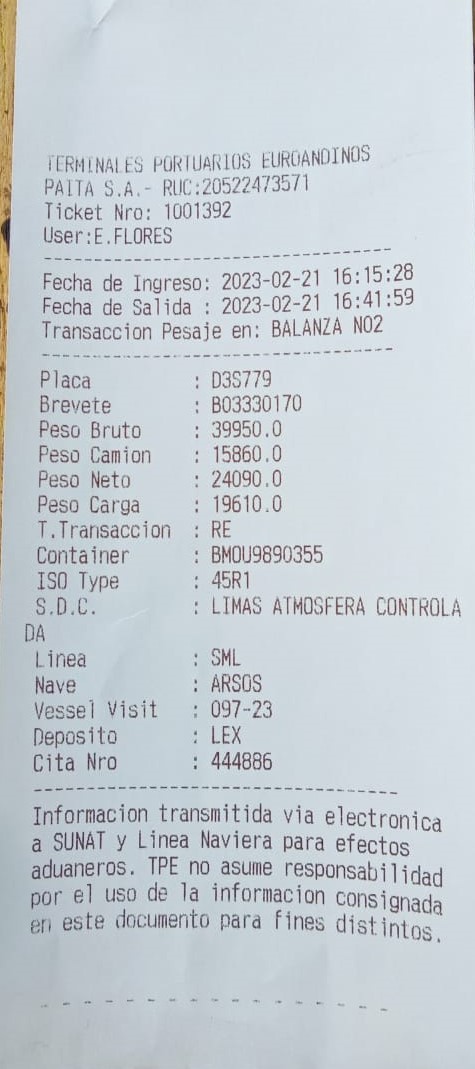 TERMINALES PORTUARIOS EUROANDINOS
PAITA S.A.- RUC:20522473571
Ticket Nro: 1001392
User:E.FLORES
Fecha de Ingreso: 2023-02-21 16:15:28
Fecha de Salida : 2023-02-21 16:41:59
Transaccion Pesaje en: BALANZA NO2
Placa : D3S779
Brevete : B03330170
Peso Bruto : 39950.0
Peso Camion : 15860.0
Peso Neto : 24090.0
Peso Carga : 19610.0
T.Transaccion : RE
Container : BMOU9890355
ISO Type : 45R1
S.D.C. : LIMAS ATMOSFERA CONTROLA
DA
Linea : SML
Nave : ARSOS
Vessel Visit : 097-23
Deposito : LEX
Cita Nro : 444886
Informacion transmitida via electronica
a SUNAT y Linea Naviera para efectos
aduaneros. TPE no asume responsabilidad
por el uso de la informacion consignada
en este documento para fines distintos.